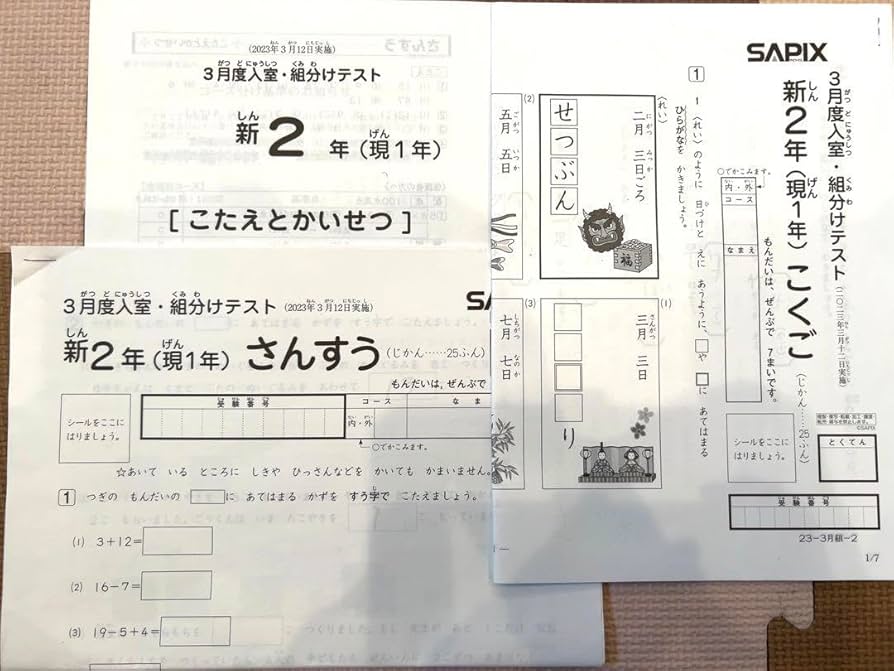 (2023年3月12日実施)
3月度入室・組分けテスト
新2年(現1年)
[こたえとかいせつ]
3月度入室・組分けテスト (2023年3月12日実施)
SAPI
新2年(現1年) さんすう (じかん……25ふん)
もんだいは、ぜんぶで
シールをここに
はりましょう。
受験番号
コース
なま
内・外
○でかこみます。
☆あいて いる ところに しきや ひっさんなどを かいても かまいません。
1 つぎの もんだいの □に あてはまる かずを すう字で こたえましょう。
(1) 3+12=
(2) 16-7=
(3) 19-5+4=
SAPIX
3月度入室・組分けテスト (二〇二三年三月十二日実施)
新2年(現1年) こくご (じかん……25ふん)
もんだいは、ぜんぶで 7まいです。
○でかこみます。
内・外
コース
なまえ
シールをここに
はりましょう。
©SAPIX
とくてん
受験番号
23-3月組-2
1/7
1
1 〈れい〉のように 日づけと えに あうように、□や □に あてはまる
ひらがなを かきましょう。
〈れい〉
二月 三日ごろ
せつぶん
福
(1)
三月 三日
り
(2)
五月 五日
(3)
七月 七日